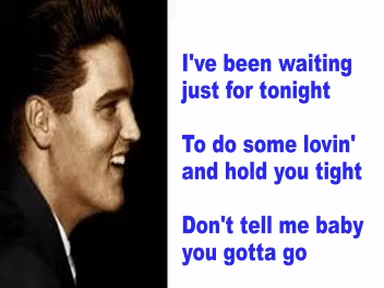 I've been waiting
just for tonight
To do some lovin'
and hold you tight
Don't tell me baby
you gotta go